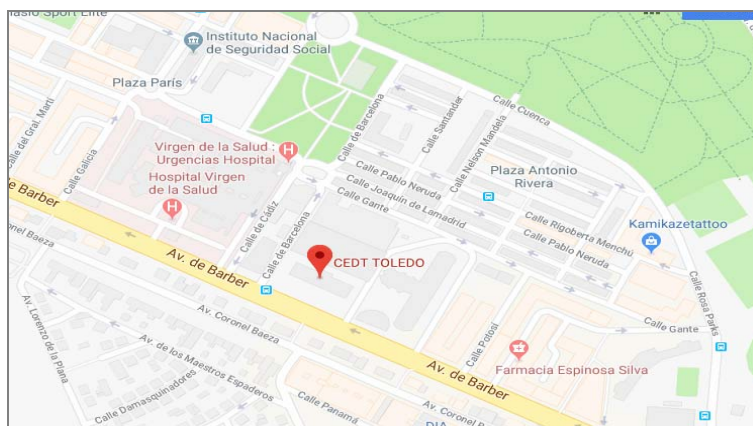 Instituto Nacional
de Seguridad Social
Plaza París
Calle del Gral. Martí
Calle Galicia
Virgen de la Salud :
Urgencias Hospital
Hospital Virgen
de la Salud
Calle de Cádiz
Calle de Barcelona
Calle de Barcelona
Calle Santander
Calle Nelson Mandela
Calle Cuenca
Calle Pablo Neruda
Calle Joaquín de Lamadrid
Calle Gante
Plaza Antonio
Rivera
Calle Rigoberta Menchú
Calle Pablo Neruda
Kamikazetattoo
Calle Rosa Parks
CEDT TOLEDO
de Barber
Av. de Barber
Coronel Baeza
Av. Coronel Baeza
Av. Lorenzo de la Plana
Av. de los Maestros Espaderos
Calle Damasquinadores
Calle Panamá
Calle Potosí
Calle Gante
Farmacia Espinosa Silva
Av. de Barber
Av. Coronel Baeza
DIA